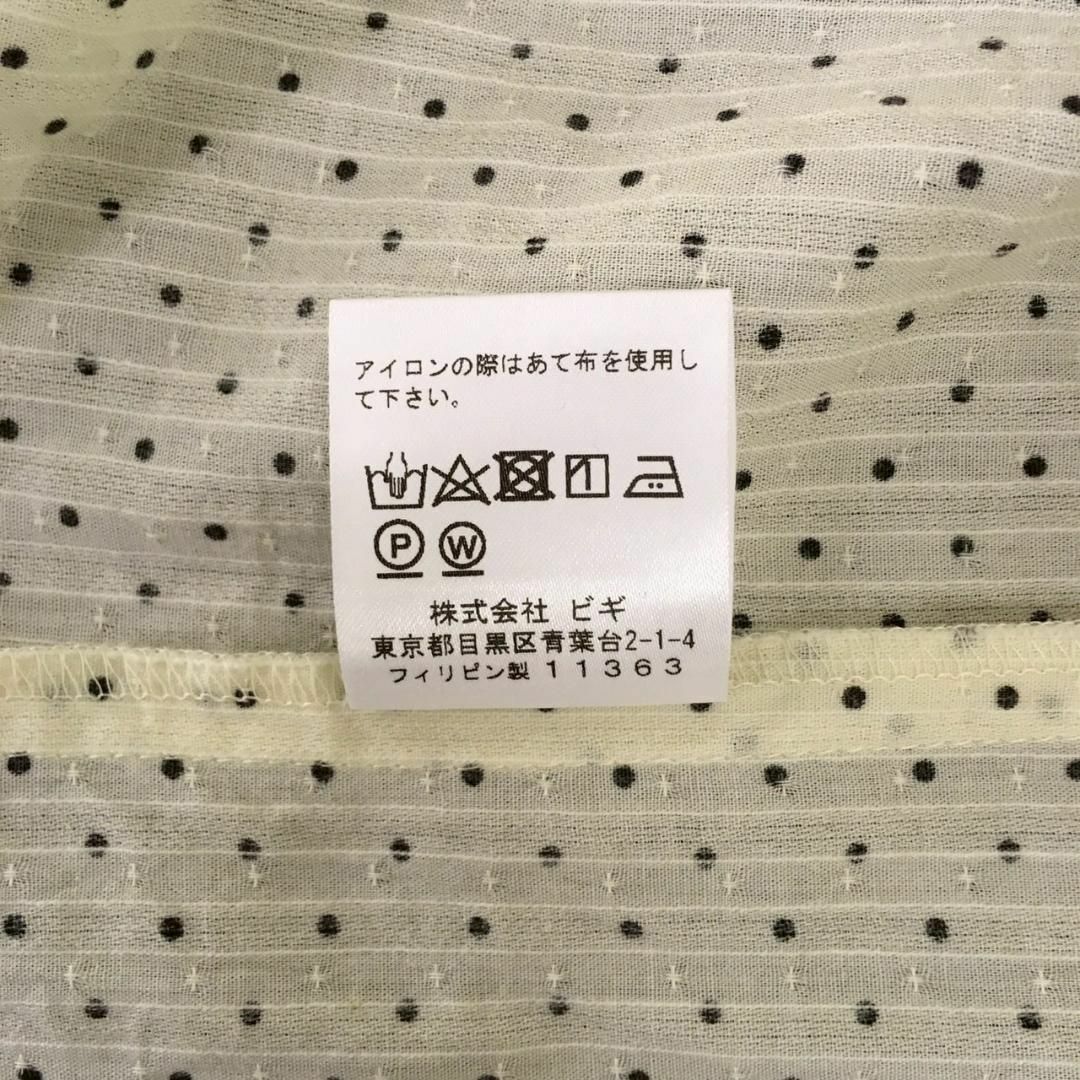 アイロンの際はあて布を使用し
て下さい。
P W
株式会社 ビギ
東京都目黒区青葉台2-1-4
フィリピン製 11363